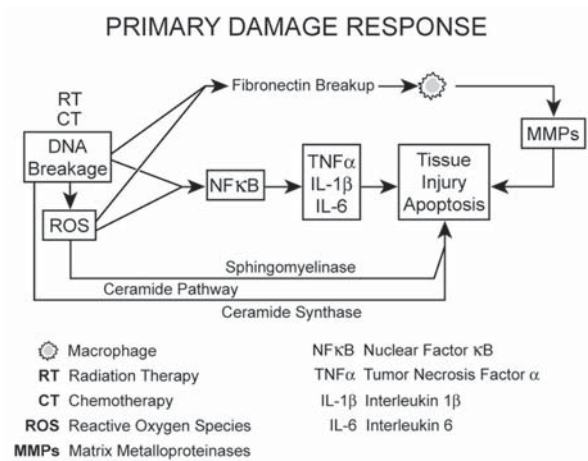 PRIMARY DAMAGE RESPONSE
RT
CT
DNA
Breakage
ROS
Fibronectin Breakup
MMPs
NFκB
TNFα
IL-1β
IL-6
Tissue
Injury
Apoptosis
Sphingomyelinase
Ceramide Pathway
Ceramide Synthase
Macrophage
RT Radiation Therapy
CT Chemotherapy
ROS Reactive Oxygen Species
MMPs Matrix Metalloproteinases
NFκB Nuclear Factor κB
TNFα Tumor Necrosis Factor α
IL-1β Interleukin 1β
IL-6 Interleukin 6